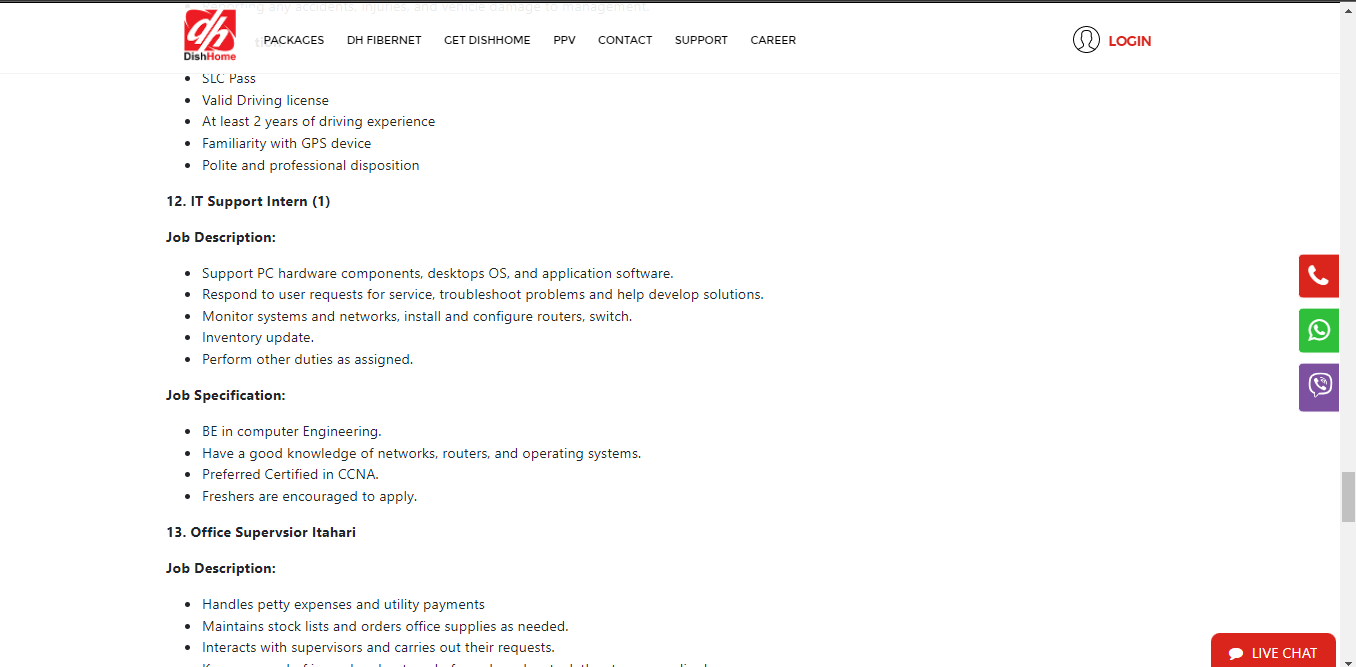 any accidents, injuries, and vehicle damage to management.
dh
DishHome
PACKAGES DH FIBERNET GET DISHHOME PPV CONTACT SUPPORT CAREER
LOGIN
SLC Pass
Valid Driving license
At least 2 years of driving experience
Familiarity with GPS device
Polite and professional disposition
12. IT Support Intern (1)
Job Description:
Support PC hardware components, desktops OS, and application software.
Respond to user requests for service, troubleshoot problems and help develop solutions.
Monitor systems and networks, install and configure routers, switch.
Inventory update.
Perform other duties as assigned.
Job Specification:
BE in computer Engineering.
Have a good knowledge of networks, routers, and operating systems.
Preferred Certified in CCNA.
Freshers are encouraged to apply.
13. Office Supervsior Itahari
Job Description:
Handles petty expenses and utility payments
Maintains stock lists and orders office supplies as needed.
Interacts with supervisors and carries out their requests.
LIVE CHAT